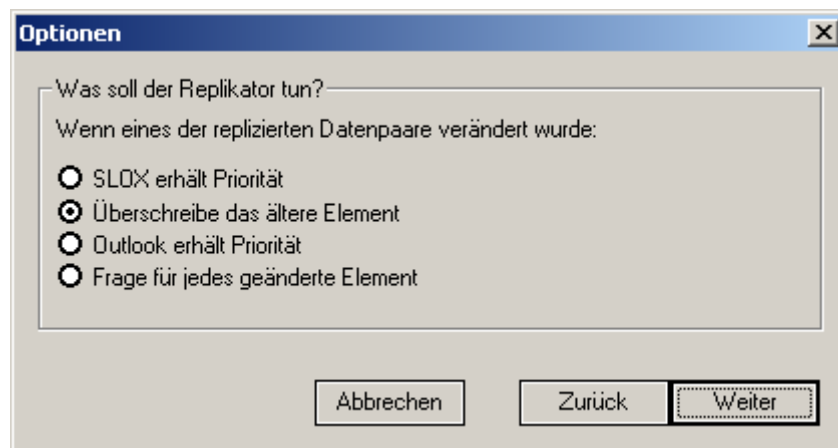 Optionen
Was soll der Replikator tun?
Wenn eines der replizierten Datenpaare verändert wurde:
SLOX erhält Priorität
Überschreibe das ältere Element
Outlook erhält Priorität
Frage für jedes geänderte Element
Abbrechen
Zurück
Weiter